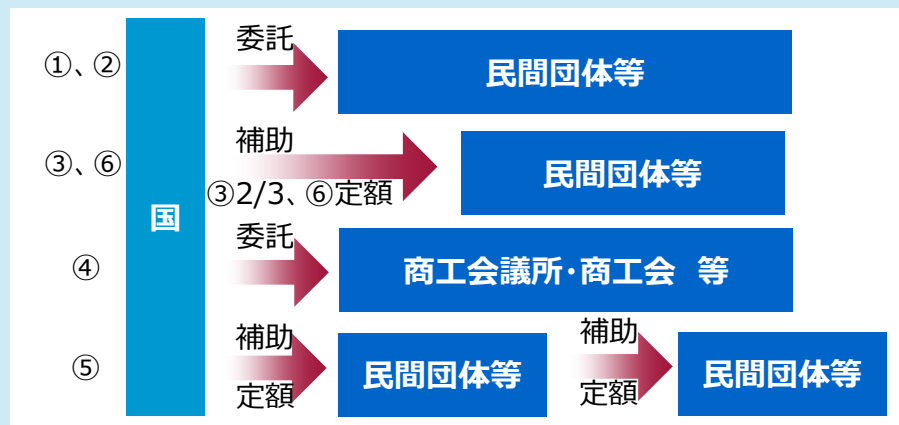 ①、②
委託
民間団体等
③、⑥
補助
③2/3、⑥定額
民間団体等
国
④
委託
商工会議所・商工会 等
⑤
補助
定額
民間団体等
補助
定額
民間団体等